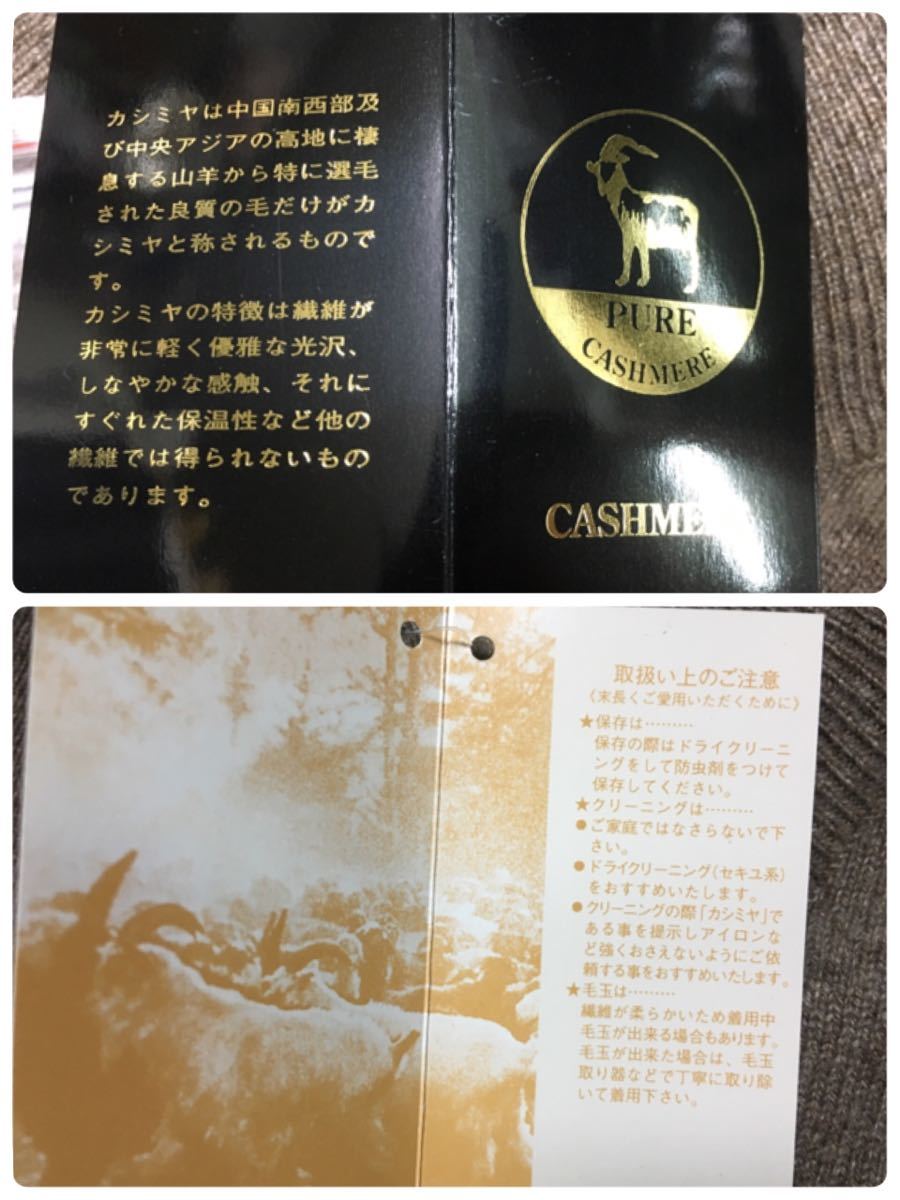 カシミヤは中国南西部及
び中央アジアの高地に棲
息する山羊から特に選毛
された良質の毛だけがカ
シミヤと称されるもので
す。
カシミヤの特徴は繊維が
非常に軽く優雅な光沢、
しなやかな感触、それに
すぐれた保温性など他の
繊維では得られないもの
であります。
PURE
CASHMERE
CASHME
取扱い上のご注意
（末長くご愛用いただくために）
★保存は………
保存の際はドライクリーニ
ングをして防虫剤をつけて
保存してください。
★クリーニングは………
●ご家庭ではなさらないで下
さい。
●ドライクリーニング（セキユ系）
をおすすめいたします。
●クリーニングの際「カシミヤ」で
ある事を提示しアイロンな
ど強くおさえないようにご依
頼する事をおすすめいたします。
★毛玉は………
繊維が柔らかいため着用中
毛玉が出来る場合もあります。
毛玉が出来た場合は、毛玉
取り器などで丁寧に取り除
いて着用下さい。